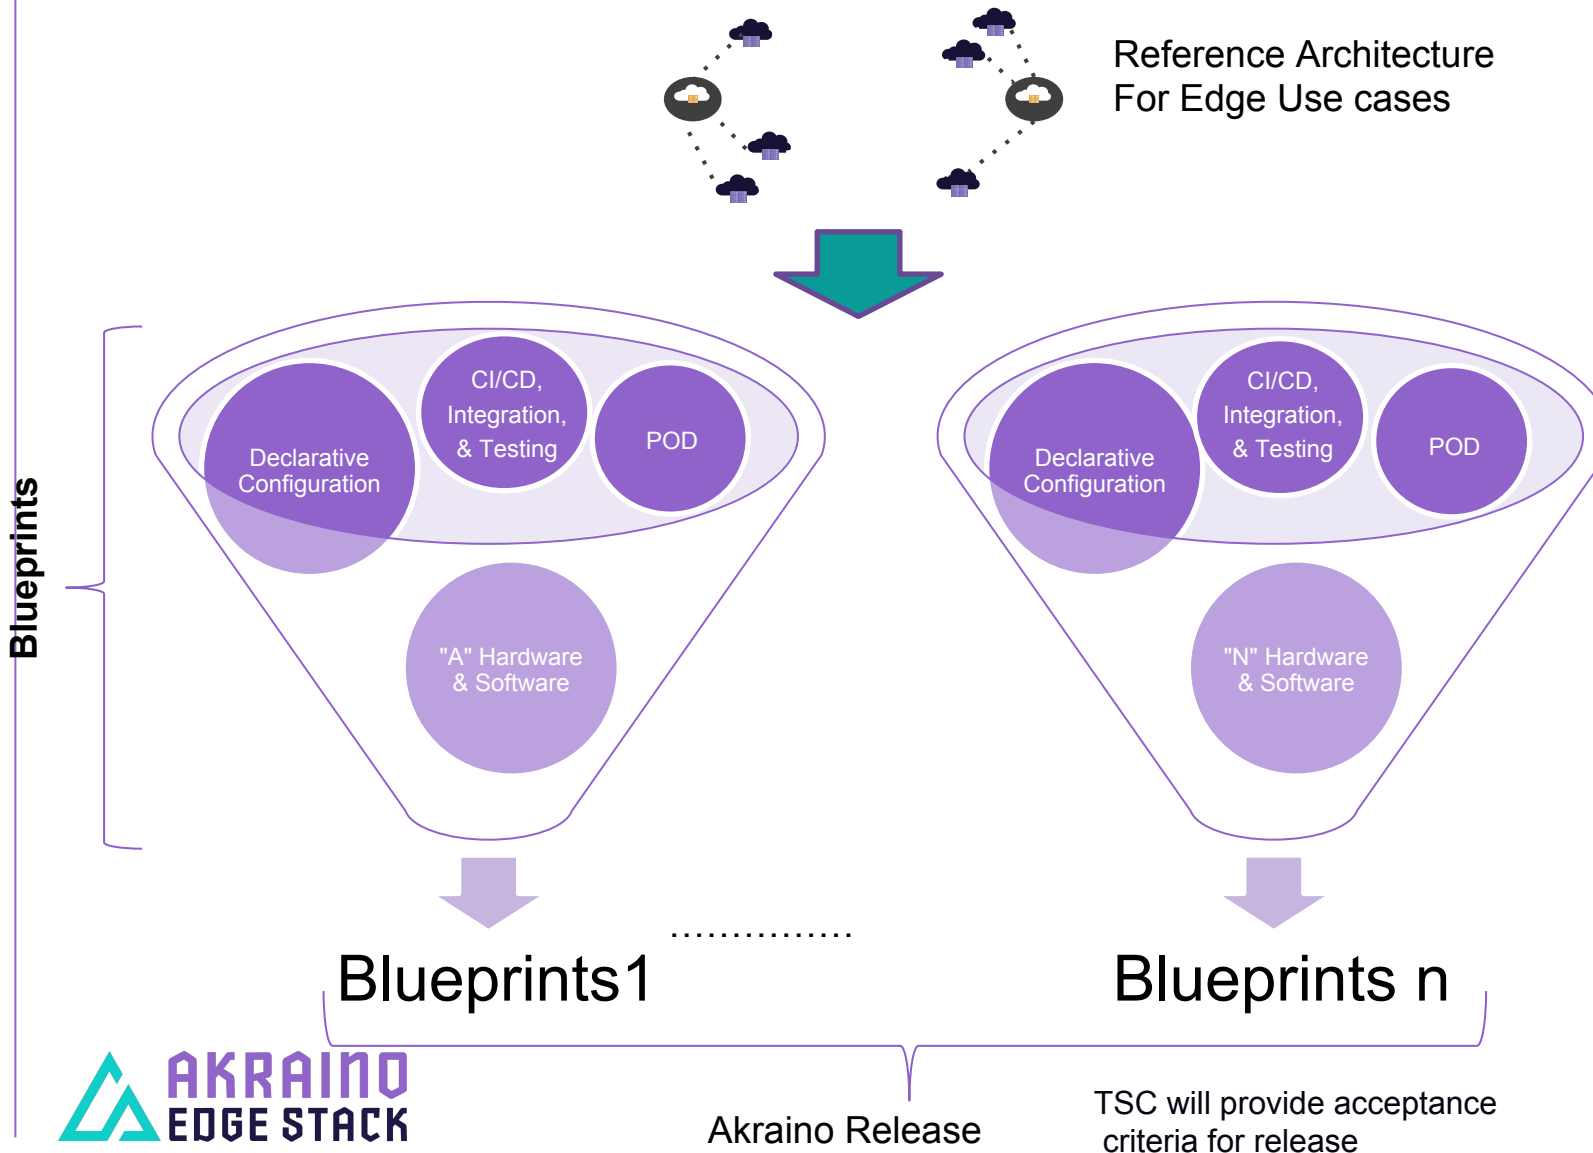 Reference Architecture
For Edge Use cases
Blueprints
CI/CD,
Integration,
& Testing
POD
Declarative
Configuration
"A" Hardware
& Software
CI/CD,
Integration,
& Testing
POD
Declarative
Configuration
"N" Hardware
& Software
...............
Blueprints1
Blueprints n
AKRAINO
EDGE STACK
Akraino Release
TSC will provide acceptance
criteria for release